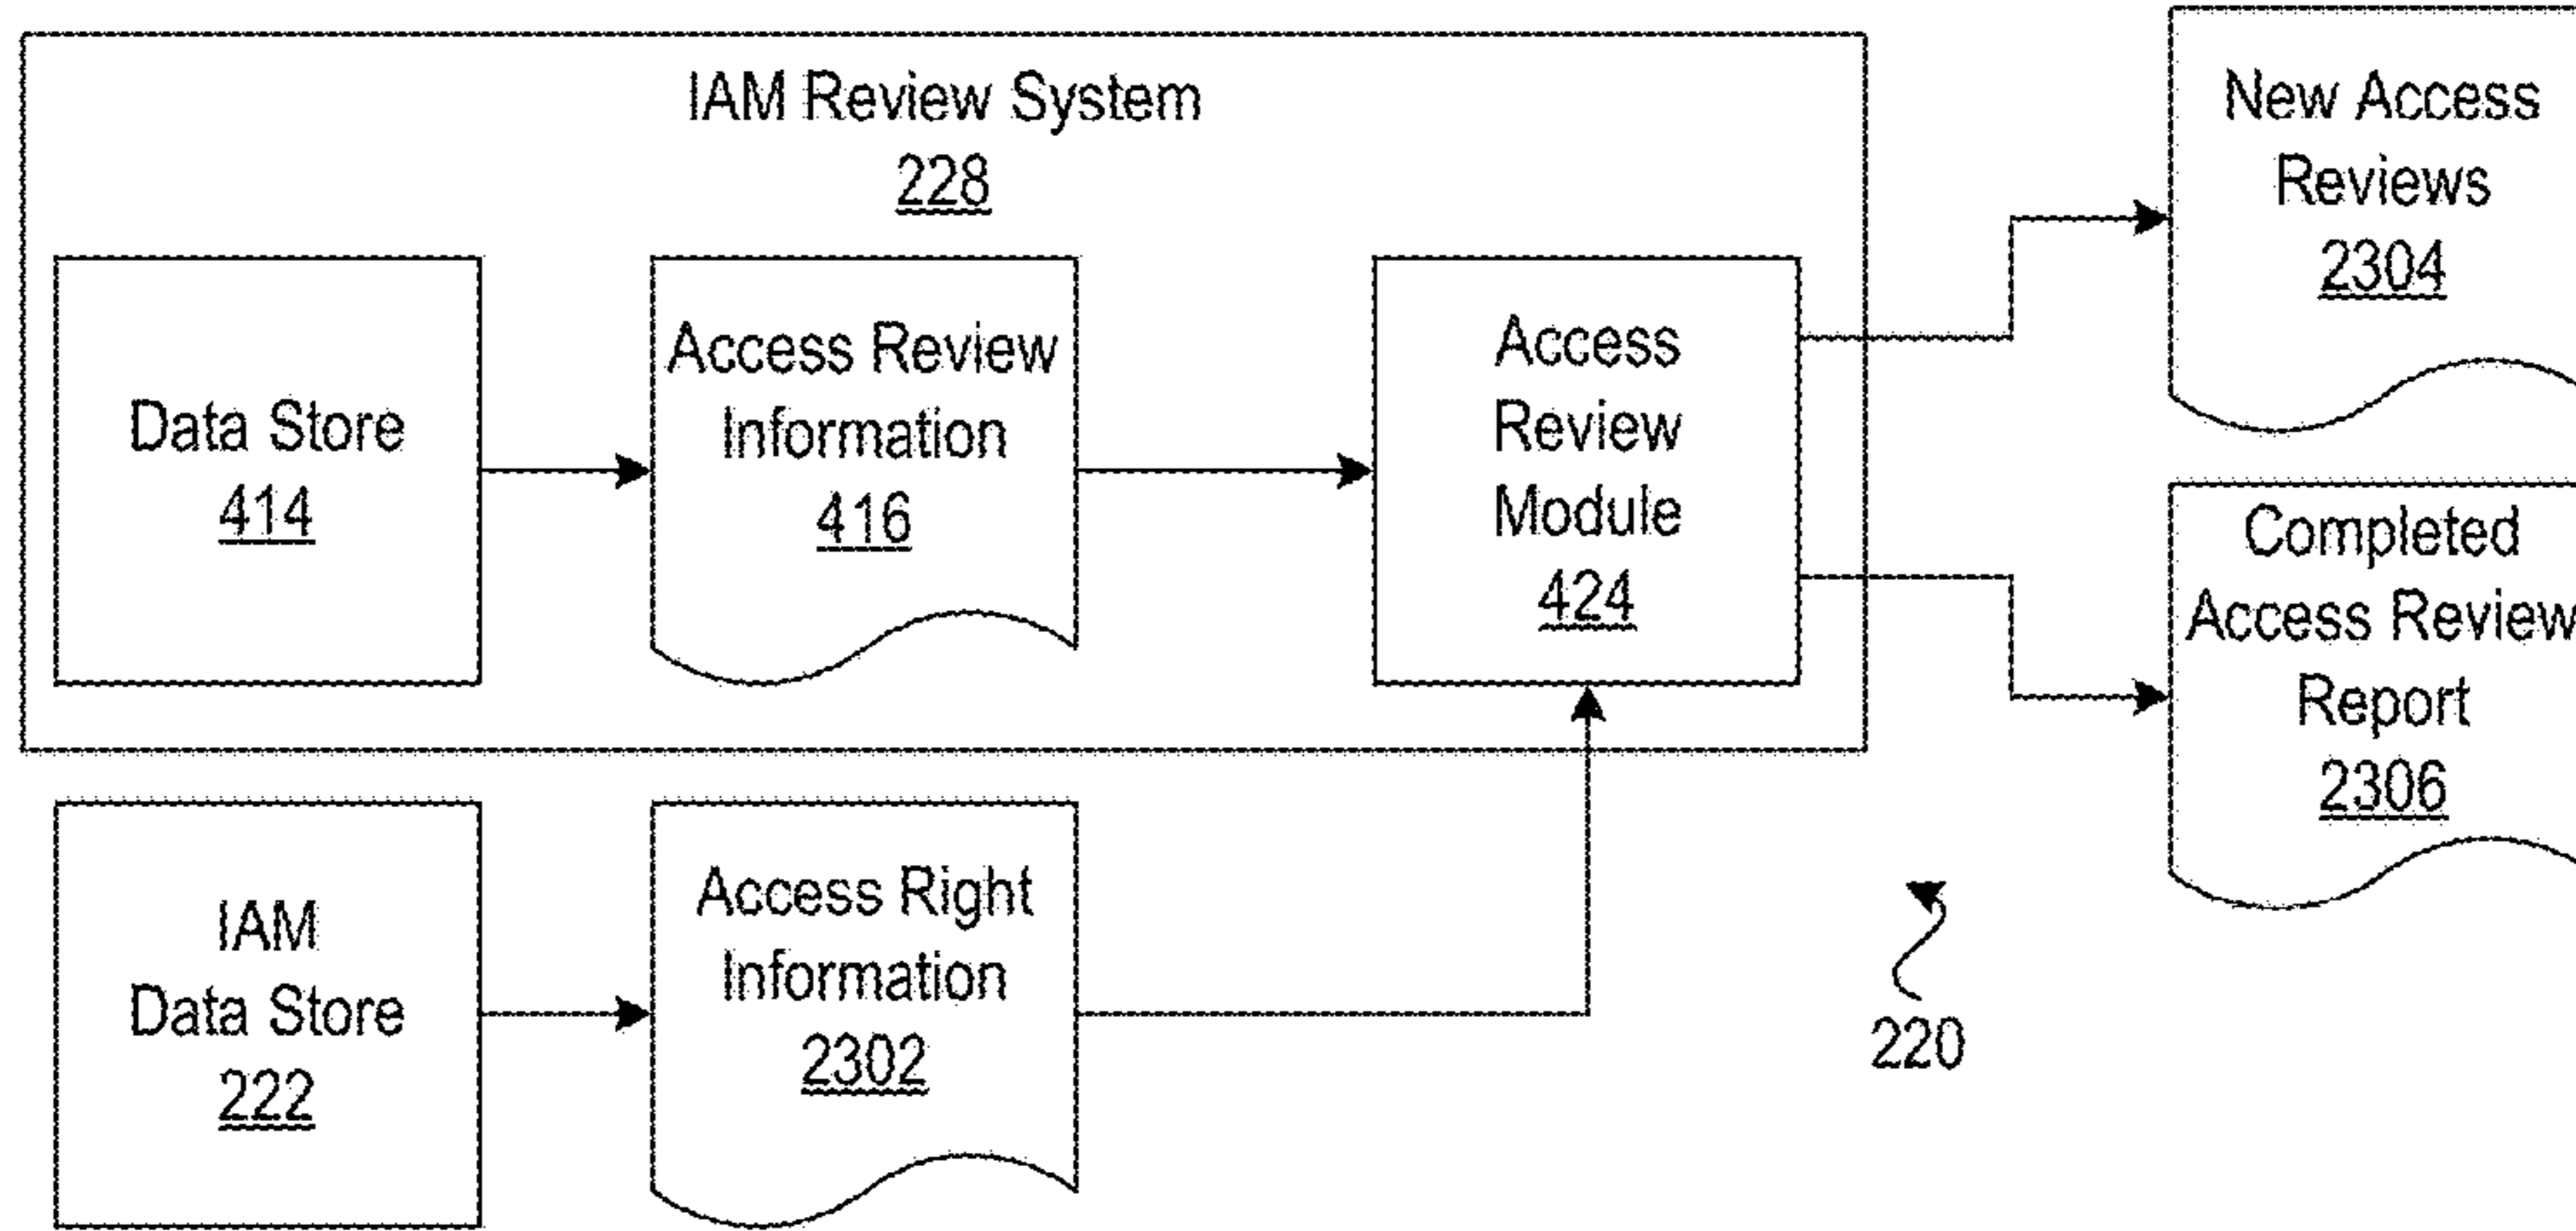 IAM Review System
228
Data Store
414
Access Review
Information
416
Access
Review
Module
424
New Access
Reviews
2304
Completed
Access Review
Report
2306
IAM
Data Store
222
Access Right
Information
2302
220